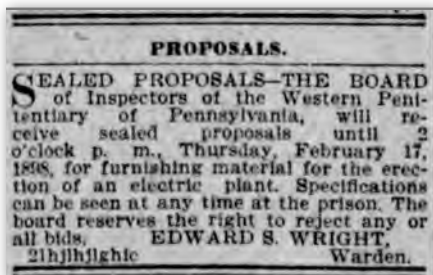 PROPOSALS.
SEALED PROPOSALS—THE BOARD
of Inspectors of the Western Peni-
tentiary of Pennsylvania, will re-
ceive sealed proposals until 2
o'clock p. m., Thursday, February 17,
1898, for furnishing material for the erec-
tion of an electric plant. Specifications
can be seen at any time at the prison. The
board reserves the right to reject any or
all bids. EDWARD S. WRIGHT,
21hjlhjlghic Warden.